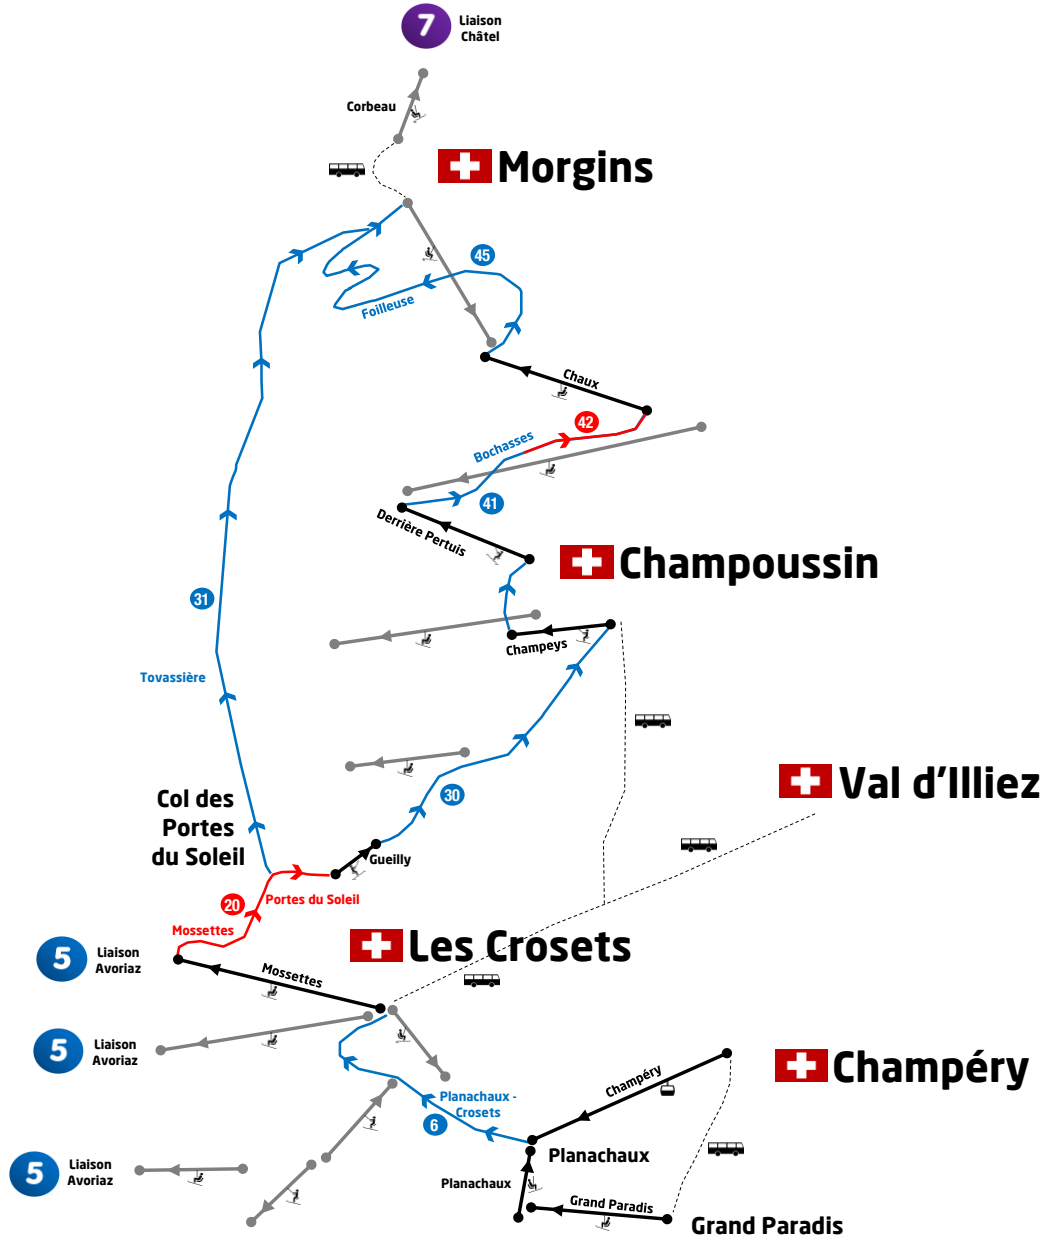 7
Liaison
Châtel
Corbeau
Morgins
45
Foilleuse
Chaux
42
Bochasses
41
Derrière Pertuis
Champoussin
31
Champeys
Tovassière
Val d'Illiez
30
Col des
Portes
du Soleil
Gueilly
20
Portes du Soleil
Mossettes
Les Crosets
5
Liaison
Avoriaz
Mossettes
5
Liaison
Avoriaz
Champéry
Champéry
Planachaux -
Crosets
6
Planachaux
5
Liaison
Avoriaz
Planachaux
Grand Paradis
Grand Paradis